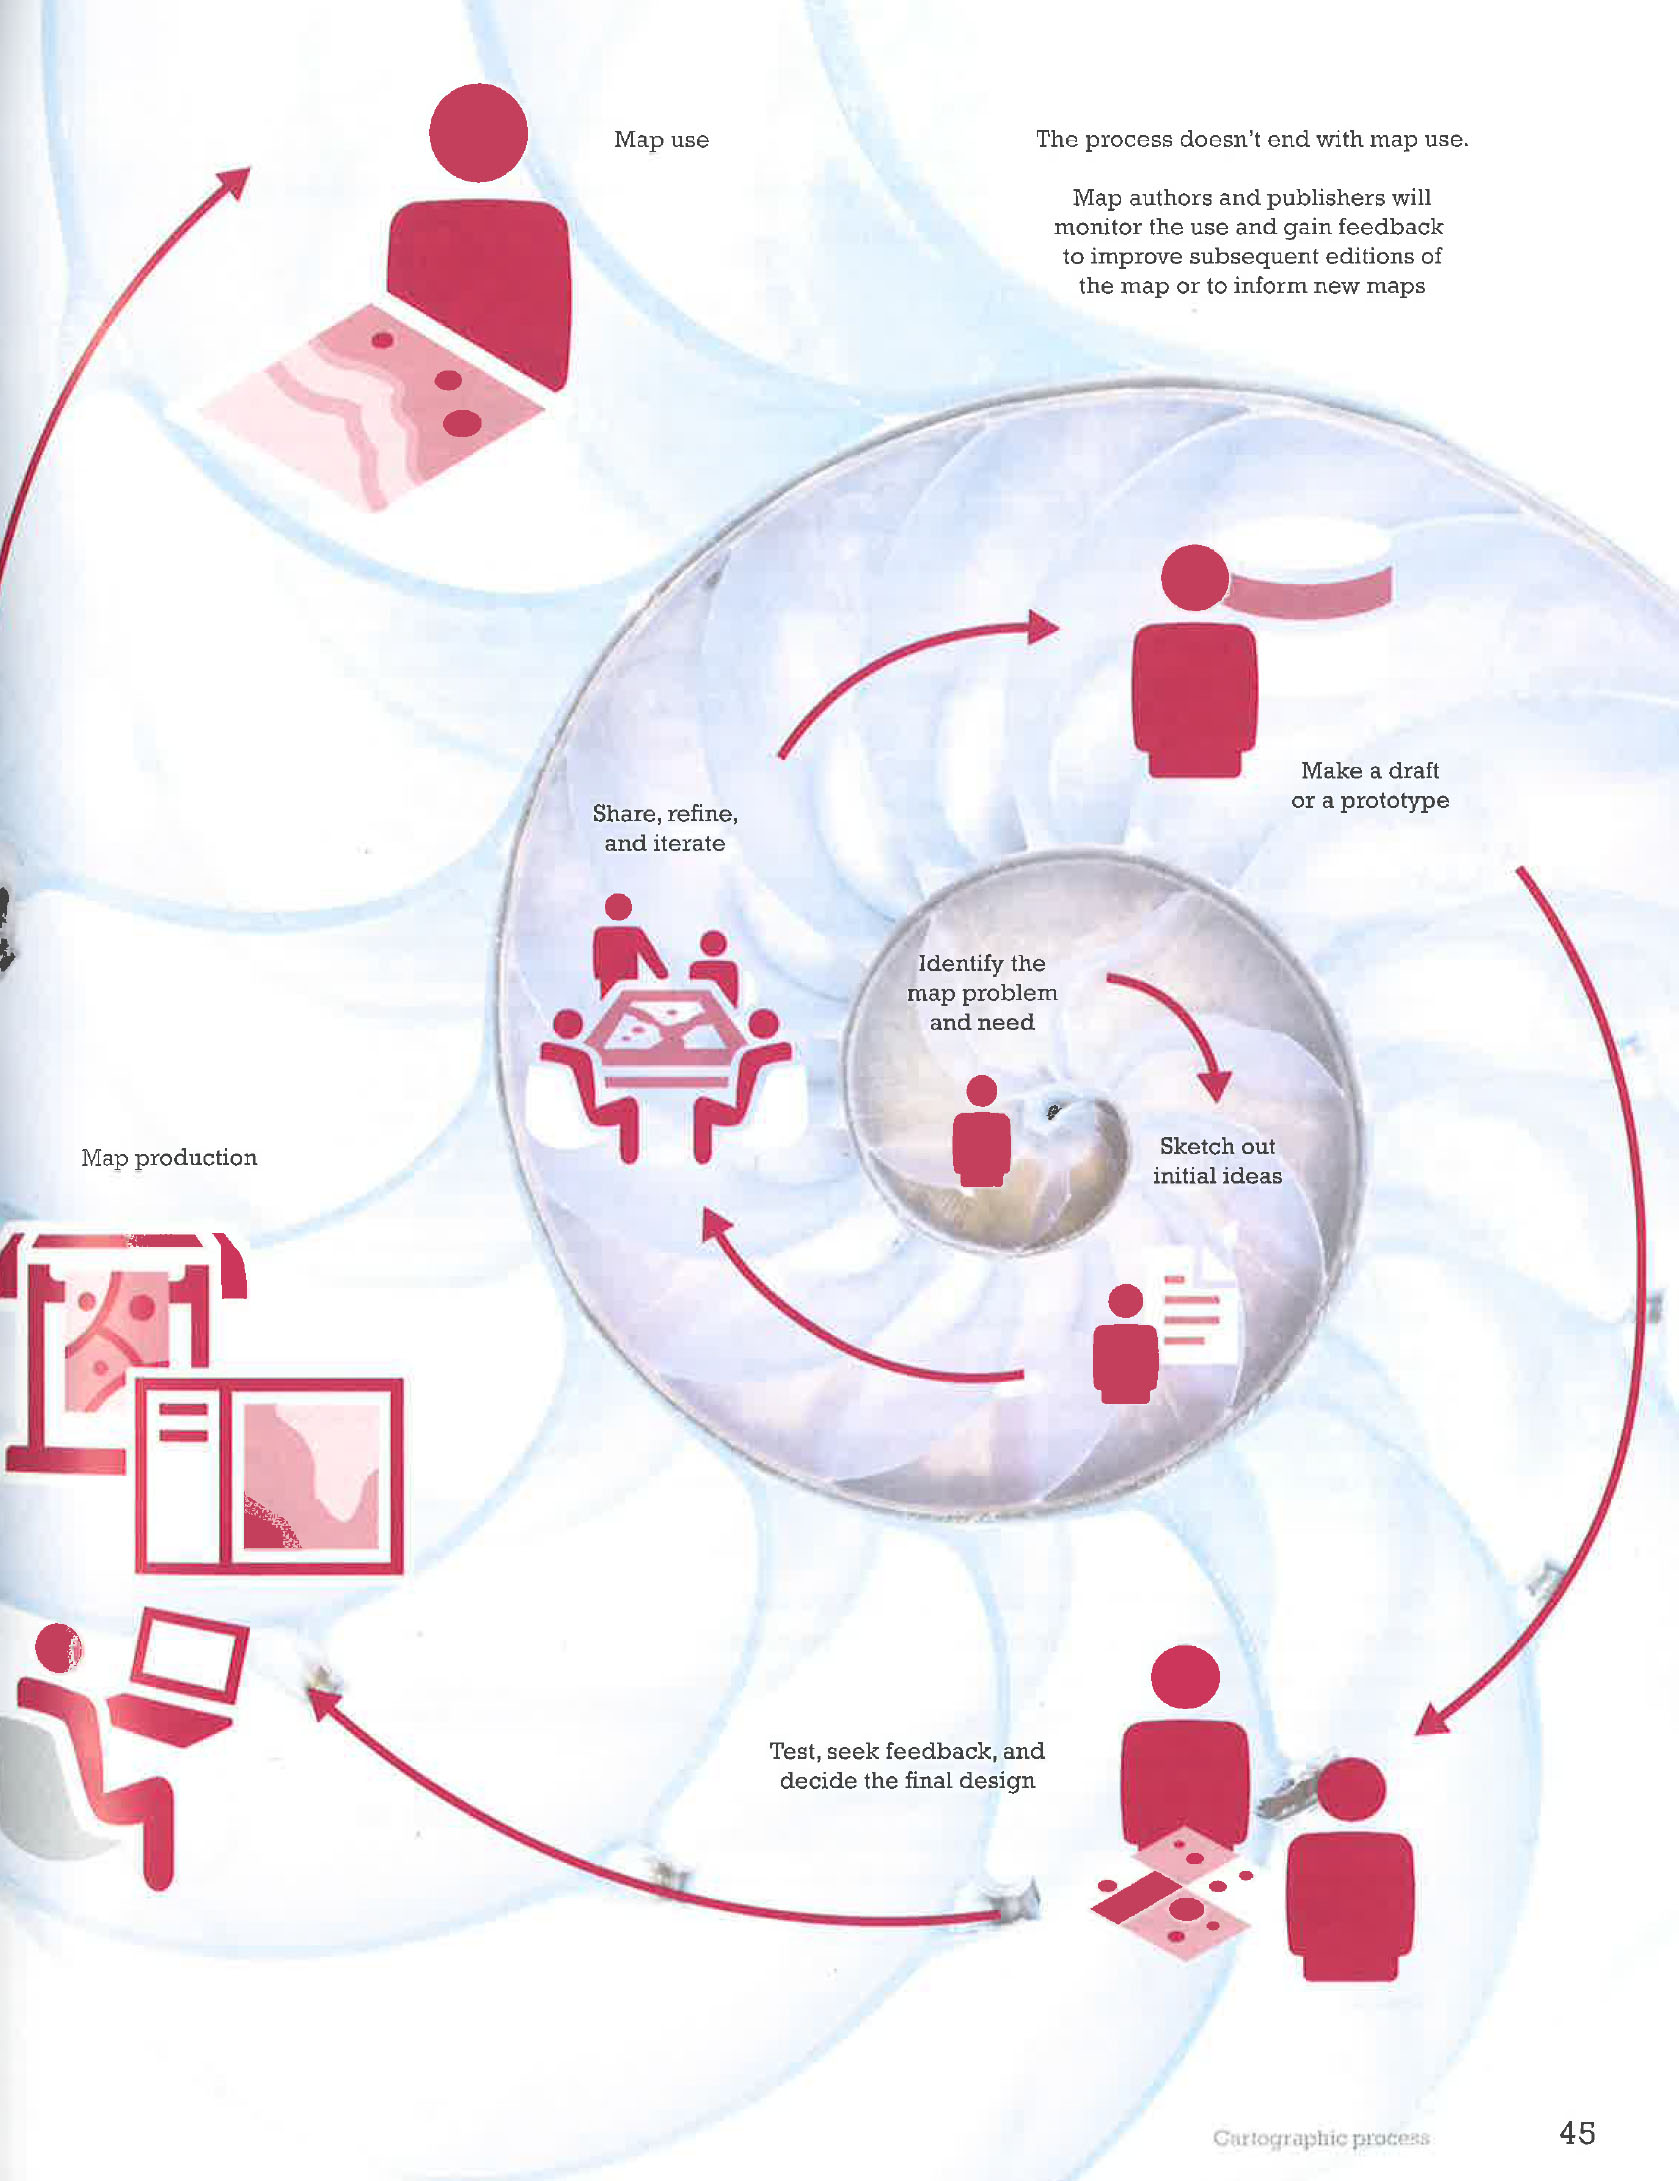 Map use
The process doesn't end with map use.
Map authors and publishers will
monitor the use and gain feedback
to improve subsequent editions of
the map or to inform new maps
Make a draft
or a prototype
Share, refine,
and iterate
Identify the
map problem
and need
Sketch out
initial ideas
Map production
Test, seek feedback, and
decide the final design
Cartographic process
45